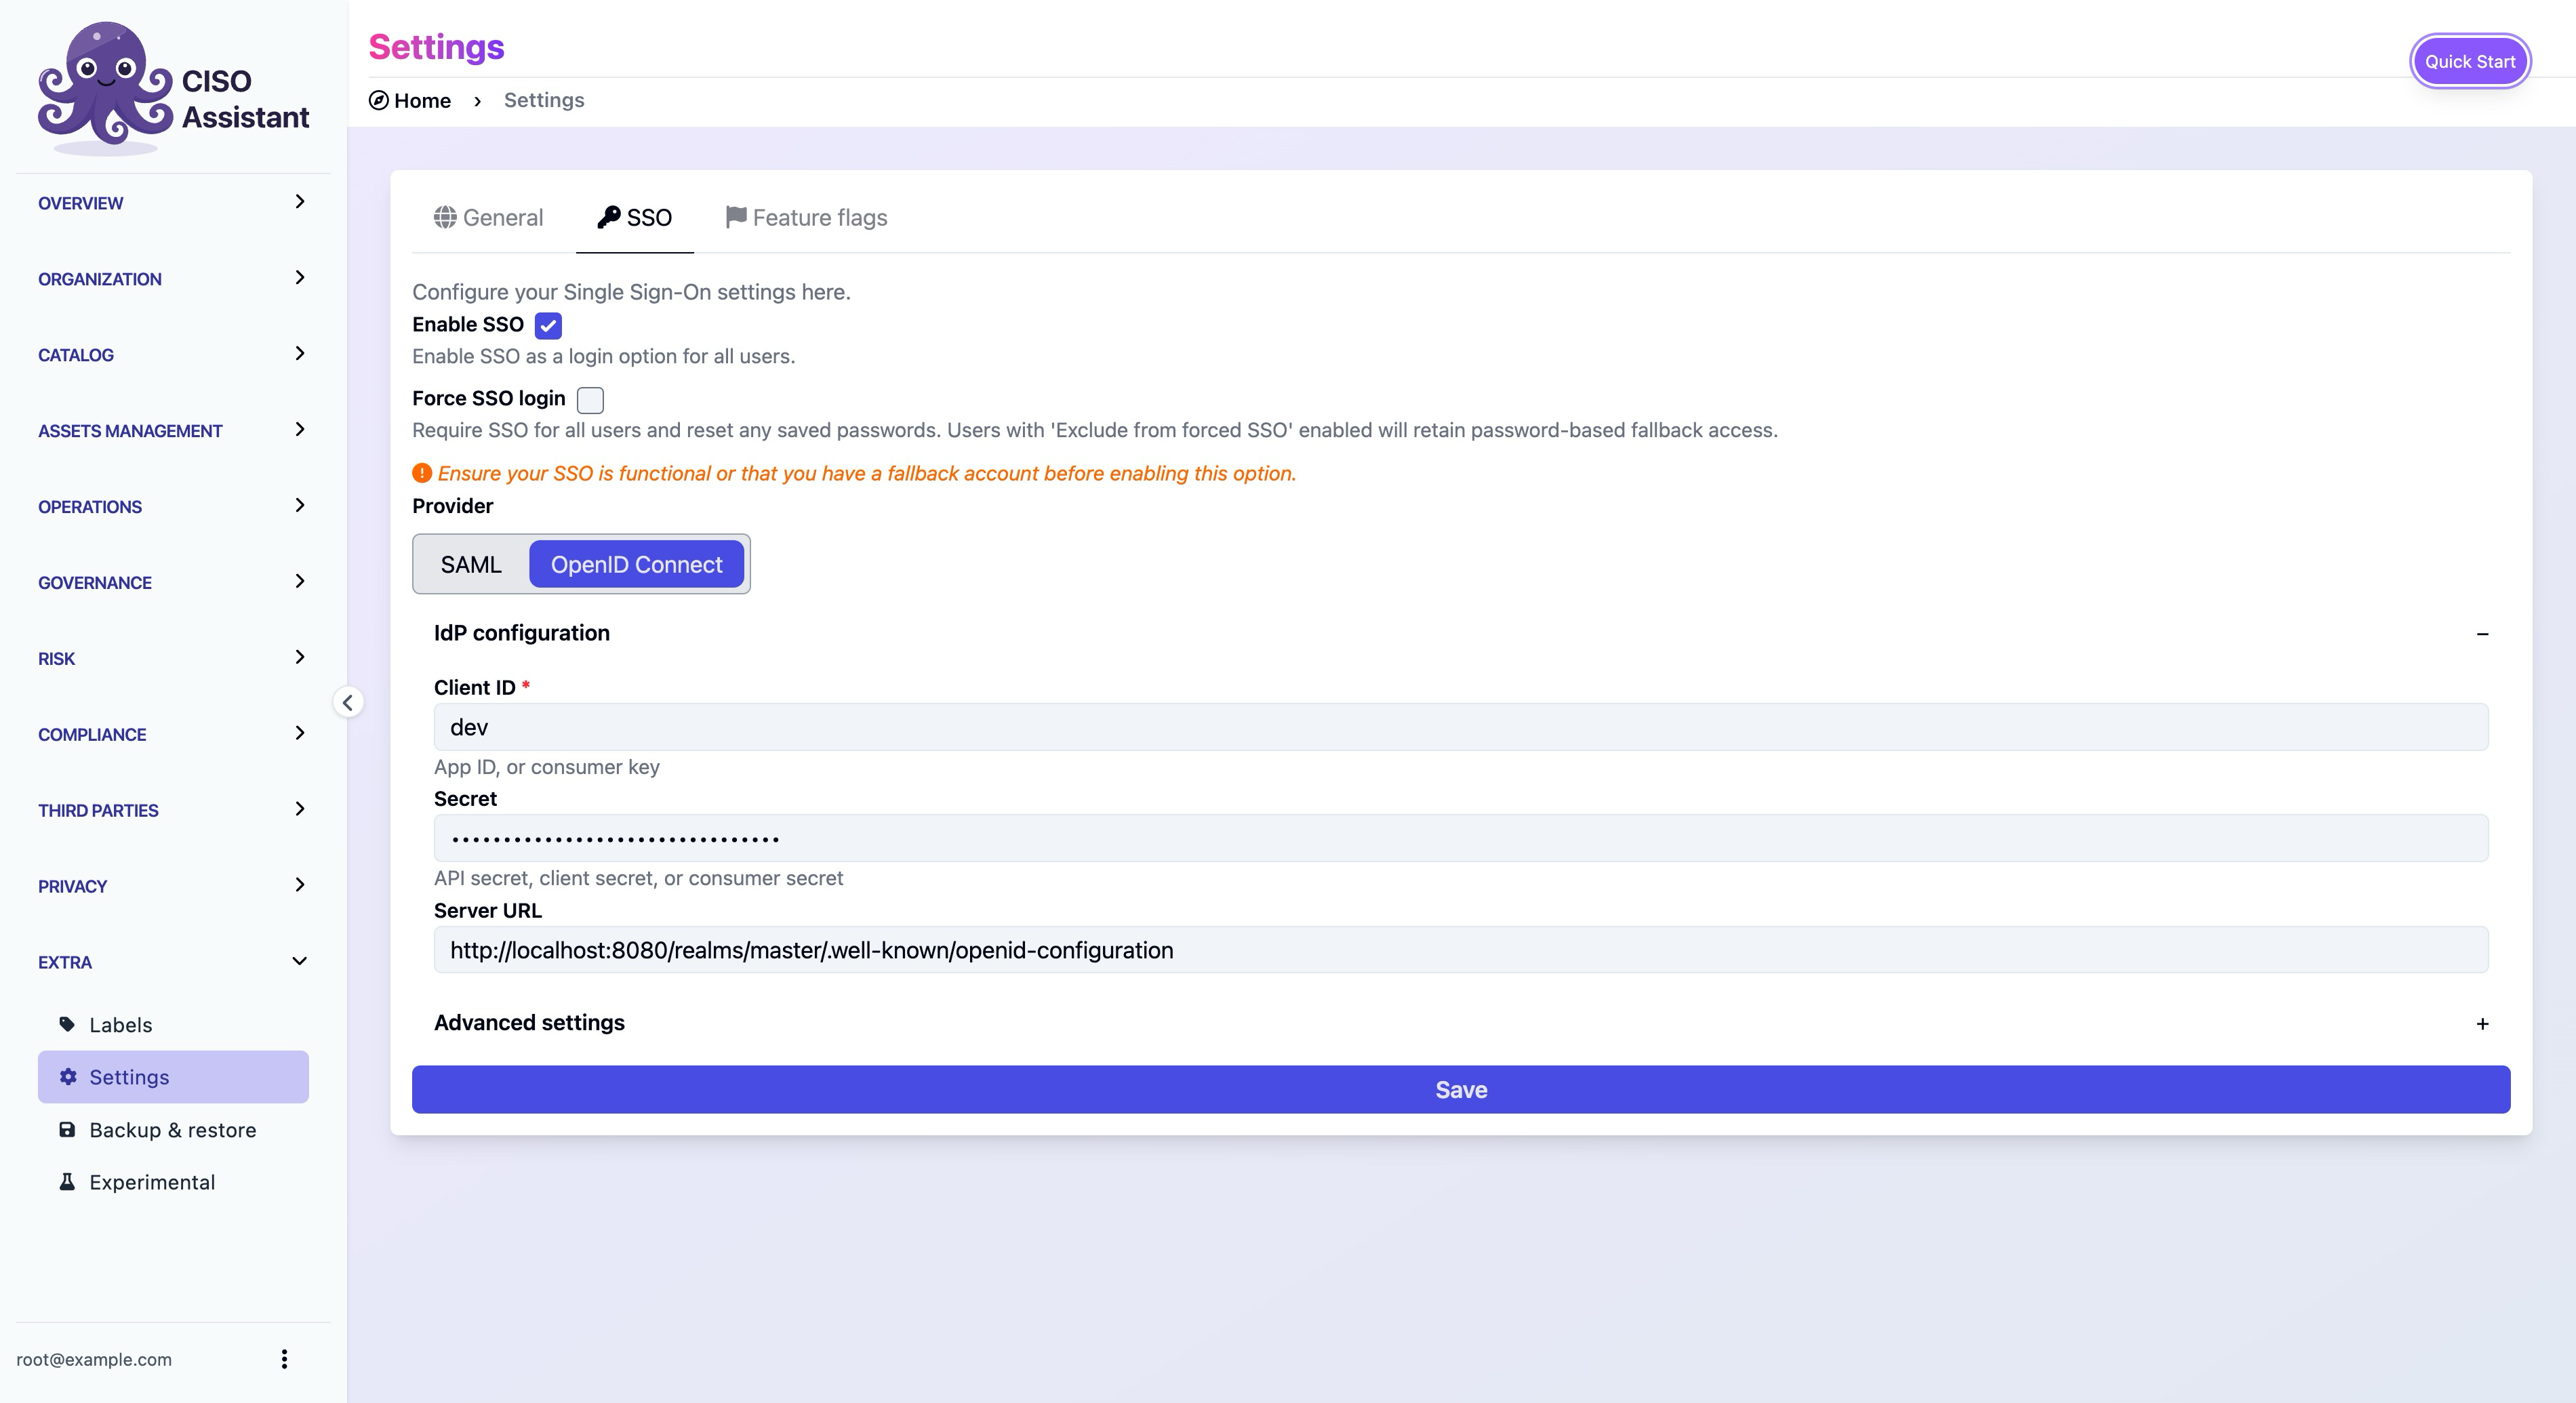 CISO
Assistant
OVERVIEW
ORGANIZATION
CATALOG
ASSETS MANAGEMENT
OPERATIONS
GOVERNANCE
RISK
COMPLIANCE
THIRD PARTIES
PRIVACY
EXTRA
Labels
Settings
Backup & restore
Experimental
root@example.com
Settings
Quick Start
Home › Settings
General SSO Feature flags
Configure your Single Sign-On settings here.
Enable SSO
Enable SSO as a login option for all users.
Force SSO login
Require SSO for all users and reset any saved passwords. Users with 'Exclude from forced SSO' enabled will retain password-based fallback access.
Ensure your SSO is functional or that you have a fallback account before enabling this option.
Provider
SAML OpenID Connect
IdP configuration
Client ID *
dev
App ID, or consumer key
Secret
••••••••••••••••••••••••••••••••
API secret, client secret, or consumer secret
Server URL
http://localhost:8080/realms/master/.well-known/openid-configuration
Advanced settings
Save